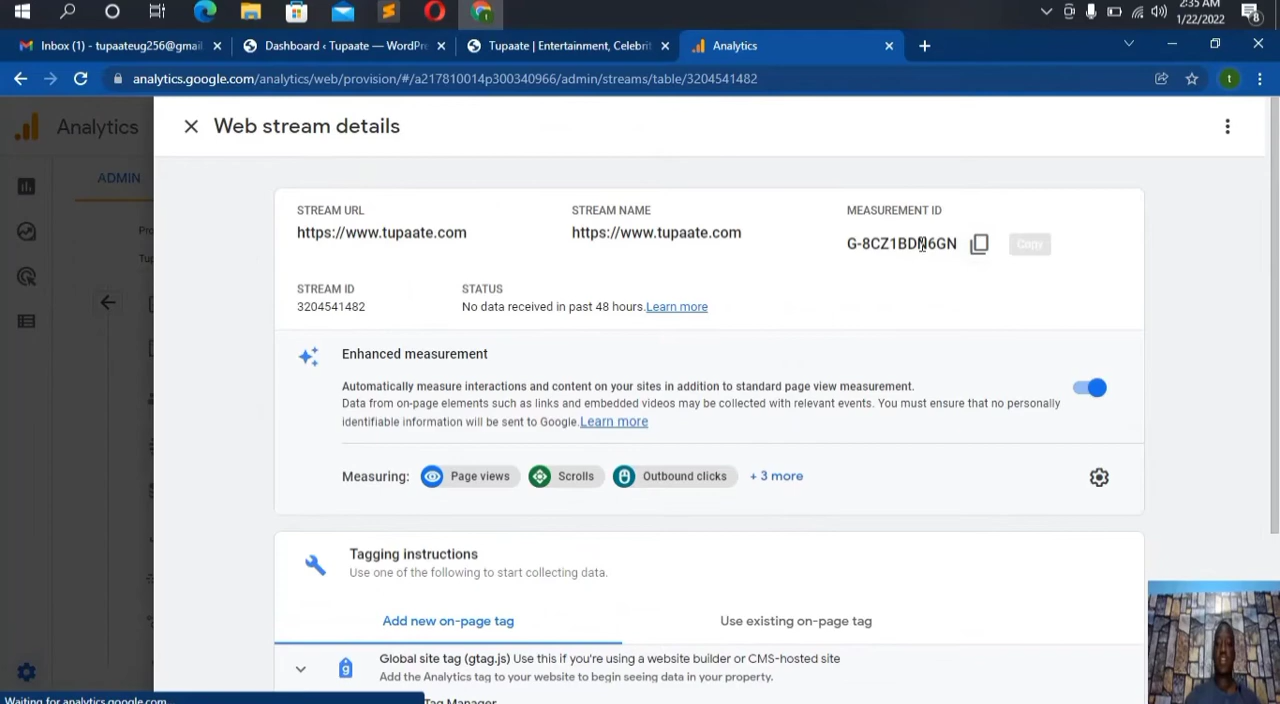 2:35 AM
1/22/2022
8
Inbox (1) - tupaateug256@gmail
Dashboard ‹ Tupaate — WordPre
Tupaate | Entertainment, Celebrit
Analytics
analytics.google.com/analytics/web/provision/#/a217810014p300340966/admin/streams/table/3204541482
t
Analytics
Web stream details
ADMIN
STREAM URL
STREAM NAME
MEASUREMENT ID
https://www.tupaate.com
https://www.tupaate.com
Copy
STREAM ID
STATUS
3204541482
No data received in past 48 hours. Learn more
Enhanced measurement
Automatically measure interactions and content on your sites in addition to standard page view measurement.
Data from on-page elements such as links and embedded videos may be collected with relevant events. You must ensure that no personally
identifiable information will be sent to Google. Learn more
Measuring:
Page views
Scrolls
Outbound clicks
+ 3 more
Tagging instructions
Use one of the following to start collecting data.
Add new on-page tag
Use existing on-page tag
Global site tag (gtag.js) Use this if you're using a website builder or CMS-hosted site
Add the Analytics tag to your website to begin seeing data in your property.
Tag Manager
Waiting for analytics.google.com